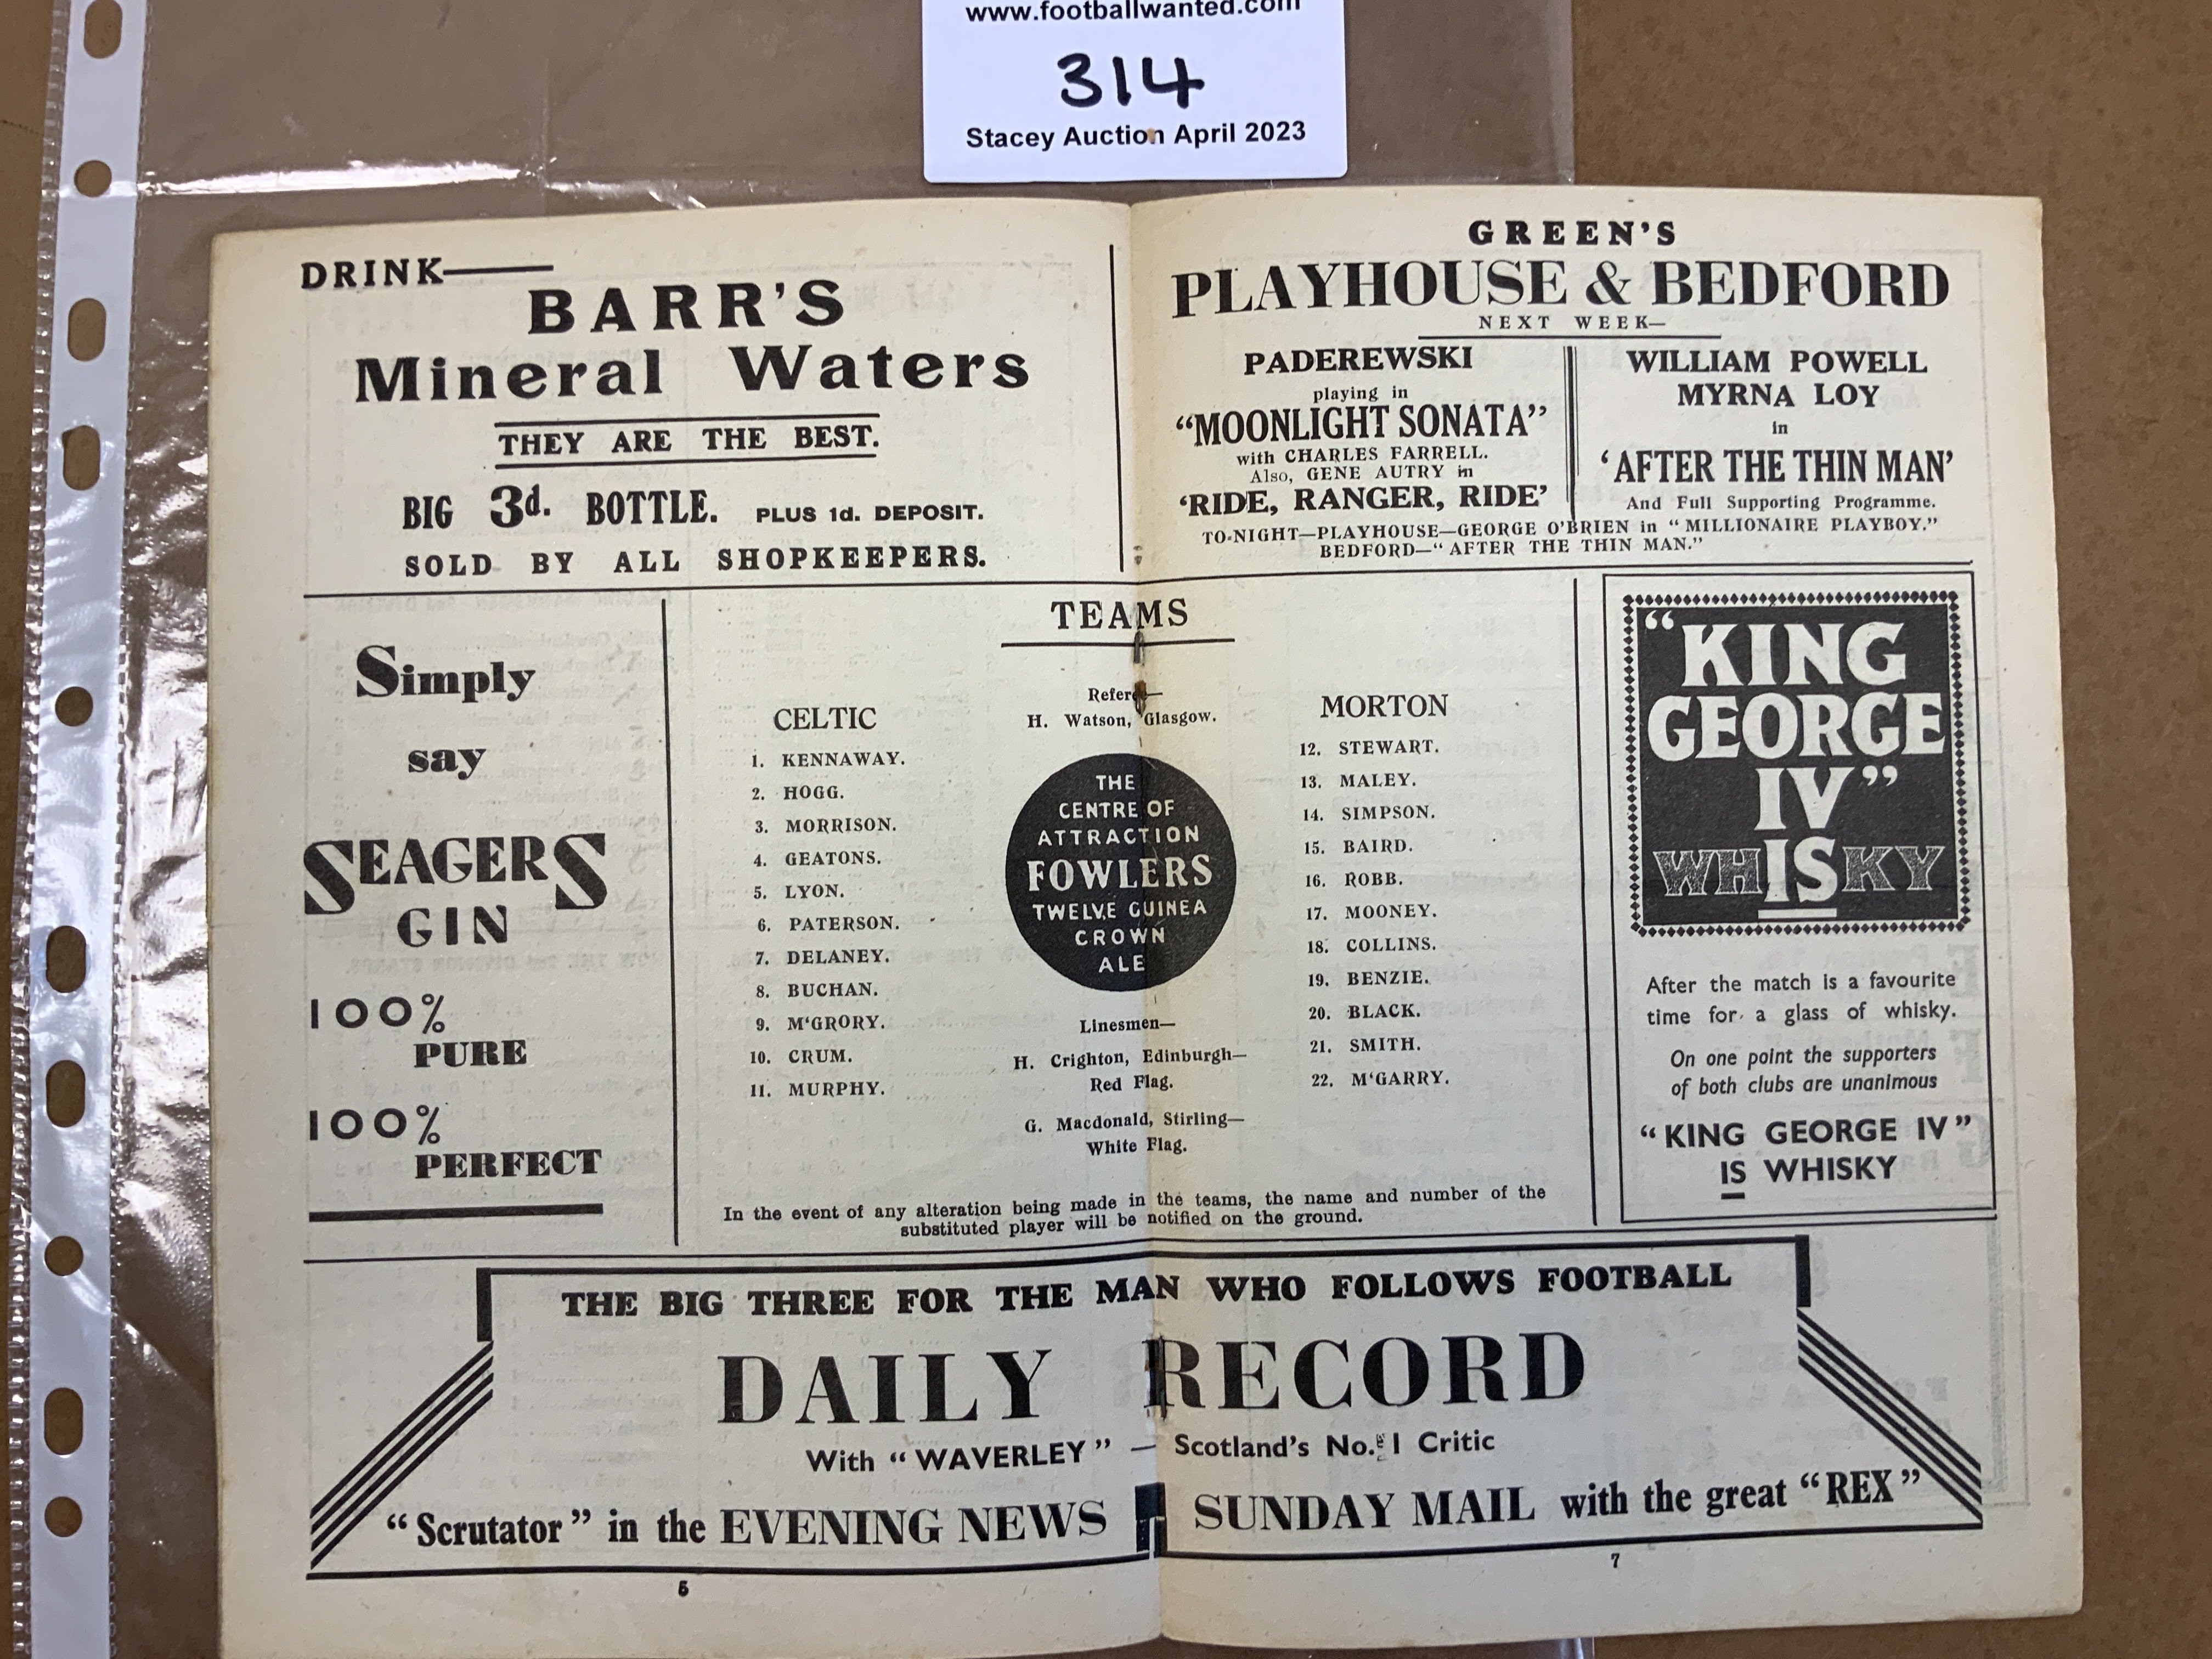 www.footballwanted.com
314
Stacey Auction April 2023
DRINK—
BARR'S
Mineral Waters
THEY ARE THE BEST.
BIG 3d. BOTTLE. PLUS 1d. DEPOSIT.
SOLD BY ALL SHOPKEEPERS.
GREEN'S
PLAYHOUSE & BEDFORD
NEXT WEEK—
PADEREWSKI
playing in
"MOONLIGHT SONATA"
with CHARLES FARRELL.
Also, GENE AUTRY in
'RIDE, RANGER, RIDE'
WILLIAM POWELL
MYRNA LOY
in
'AFTER THE THIN MAN'
And Full Supporting Programme.
TO-NIGHT—PLAYHOUSE—GEORGE O'BRIEN in "MILLIONAIRE PLAYBOY."
BEDFORD—"AFTER THE THIN MAN."
Simply
say
SEAGERS
GIN
100%
PURE
100%
PERFECT
TEAMS
Referee—
H. Watson, Glasgow.
CELTIC
1. KENNAWAY.
2. HOGG.
3. MORRISON.
4. GEATONS.
5. LYON.
6. PATERSON.
7. DELANEY.
8. BUCHAN.
9. M'GRORY.
10. CRUM.
11. MURPHY.
THE
CENTRE OF
ATTRACTION
FOWLERS
TWELVE GUINEA
CROWN
ALE
Linesmen—
H. Crighton, Edinburgh—
Red Flag.
G. Macdonald, Stirling—
White Flag.
MORTON
12. STEWART.
13. MALEY.
14. SIMPSON.
15. BAIRD.
16. ROBB.
17. MOONEY.
18. COLLINS.
19. BENZIE.
20. BLACK.
21. SMITH.
22. M'GARRY.
In the event of any alteration being made in the teams, the name and number of the
substituted player will be notified on the ground.
"KING
GEORGE
IV"
WHISKY
After the match is a favourite
time for a glass of whisky.
On one point the supporters
of both clubs are unanimous
"KING GEORGE IV"
IS WHISKY
THE BIG THREE FOR THE MAN WHO FOLLOWS FOOTBALL
DAILY RECORD
With "WAVERLEY" — Scotland's No. 1 Critic
"Scrutator" in the EVENING NEWS
SUNDAY MAIL with the great "REX"
7